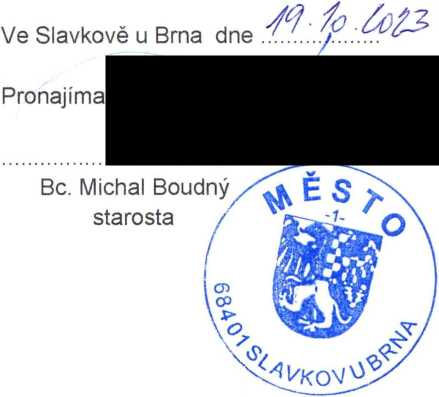 Ve Slavkově u Brna dne 19.10.2023
Pronajíma
Bc. Michal Boudný
starosta
MĚSTO
-1-
68401 SLAVKOV U BRNA